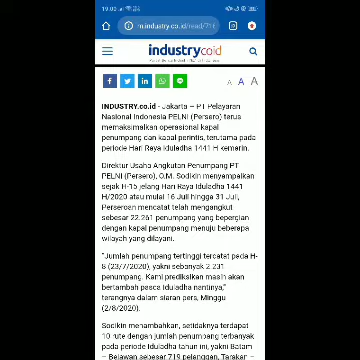 19.00
m.industry.co.id/read/716
industrycoid
A A A
INDUSTRY.co.id - Jakarta – PT Pelayaran
Nasional Indonesia PELNI (Persero) terus
memaksimalkan operasional kapal
penumpang dan kapal perintis, terutama pada
periode Hari Raya Iduladha 1441 H kemarin.
Direktur Usaha Angkutan Penumpang PT
PELNI (Persero), O.M. Sodikin menyampaikan
sejak H-15 jelang Hari Raya Iduladha 1441
H/2020 atau mulai 16 Juli hingga 31 Juli,
Perseroan mencatat telah mengangkut
sebesar 22.261 penumpang yang bepergian
dengan kapal penumpang menuju beberapa
wilayah yang dilayani.
"Jumlah penumpang tertinggi tercatat pada H-
8 (23/7/2020), yakni sebanyak 2.231
penumpang. Kami prediksikan masih akan
bertambah pasca Iduladha nantinya,"
terangnya dalam siaran pers, Minggu
(2/8/2020).
Socikin menambahkan, setidaknya terdapat
10 rute dengan jumlah penumpang terbanyak
pada periode Iduladha tahun ini, yakni Batam –
Belawan sebesar 719 pelanggan, Tarakan –